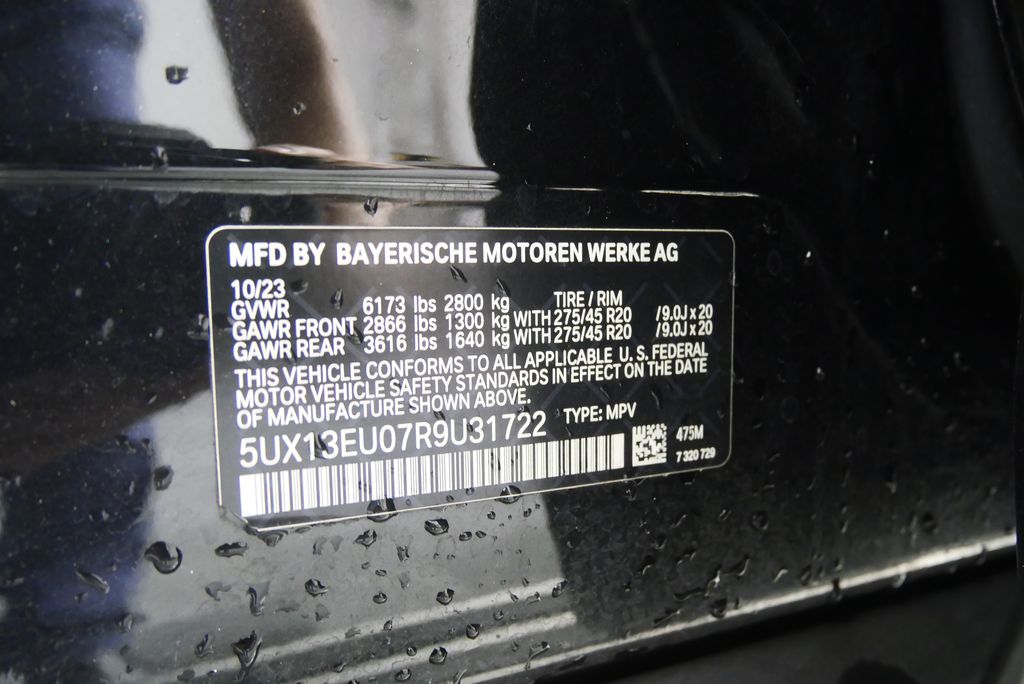 MFD BY BAYERISCHE MOTOREN WERKE AG
10/23
GVWR 6173 lbs 2800 kg TIRE / RIM
GAWR FRONT 2866 lbs 1300 kg WITH 275/45 R20 /9.0J x 20
GAWR REAR 3616 lbs 1640 kg WITH 275/45 R20 /9.0J x 20
THIS VEHICLE CONFORMS TO ALL APPLICABLE U.S. FEDERAL
MOTOR VEHICLE SAFETY STANDARDS IN EFFECT ON THE DATE
OF MANUFACTURE SHOWN ABOVE.
5UX13EU07R9U31722 TYPE: MPV
475M
7 320 729